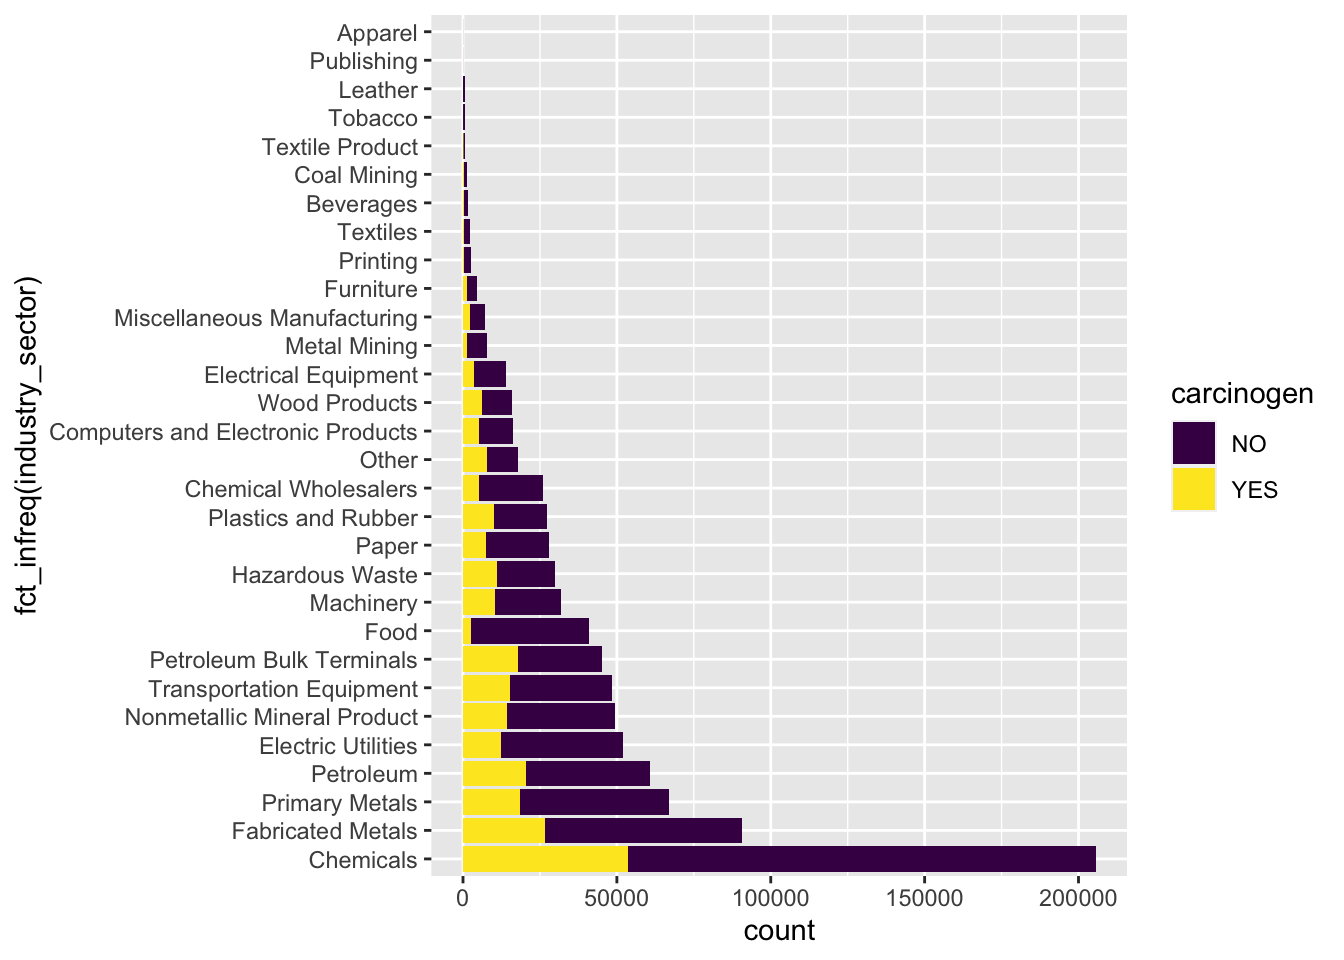 Apparel
Publishing
Leather
Tobacco
Textile Product
Coal Mining
Beverages
Textiles
Printing
Furniture
Miscellaneous Manufacturing
Metal Mining
Electrical Equipment
Wood Products
Computers and Electronic Products
Other
Chemical Wholesalers
Plastics and Rubber
Paper
Hazardous Waste
Machinery
Food
Petroleum Bulk Terminals
Transportation Equipment
Nonmetallic Mineral Product
Electric Utilities
Petroleum
Primary Metals
Fabricated Metals
Chemicals
fct_infreq(industry_sector)
0 50000 100000 150000 200000
count
carcinogen
NO
YES